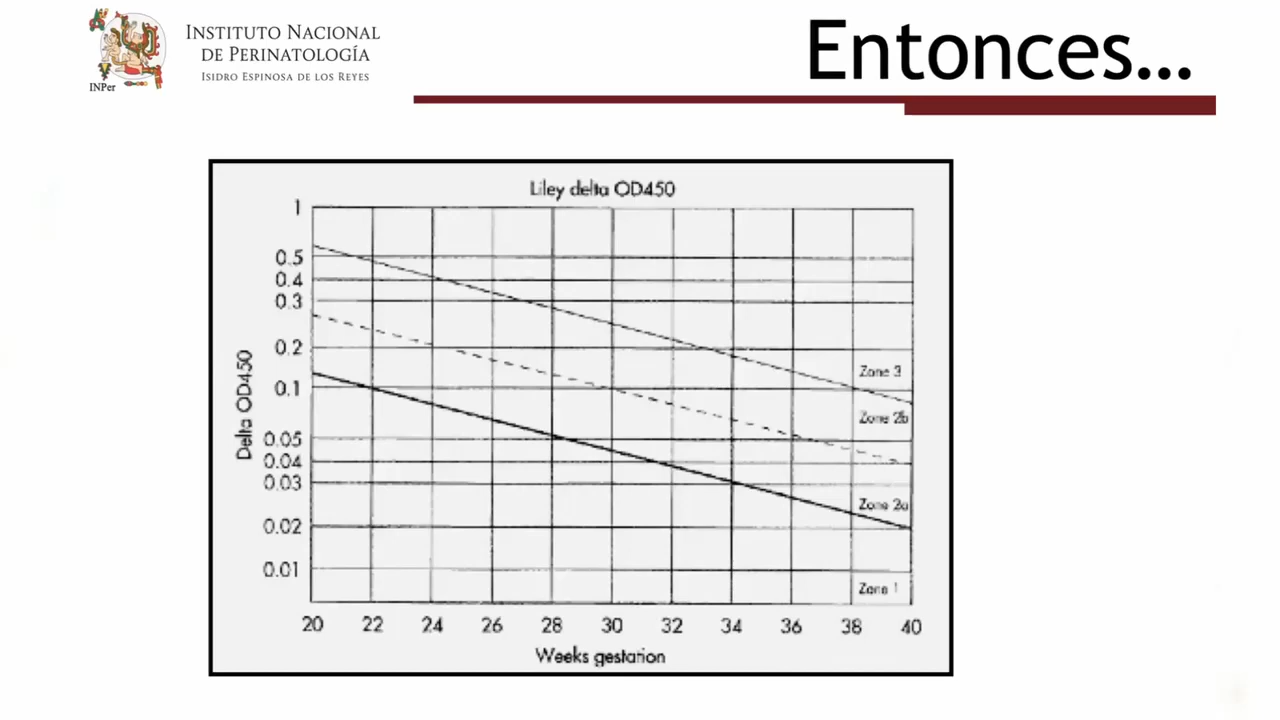 INSTITUTO NACIONAL
DE PERINATOLOGÍA
ISIDRO ESPINOSA DE LOS REYES
INPer
Entonces...
Liley delta OD450
Delta OD450
1
0.5
0.4
0.3
0.2
0.1
0.05
0.04
0.03
0.02
0.01
Zone 3
Zone 2b
Zone 2a
Zone 1
20 22 24 26 28 30 32 34 36 38 40
Weeks gestation